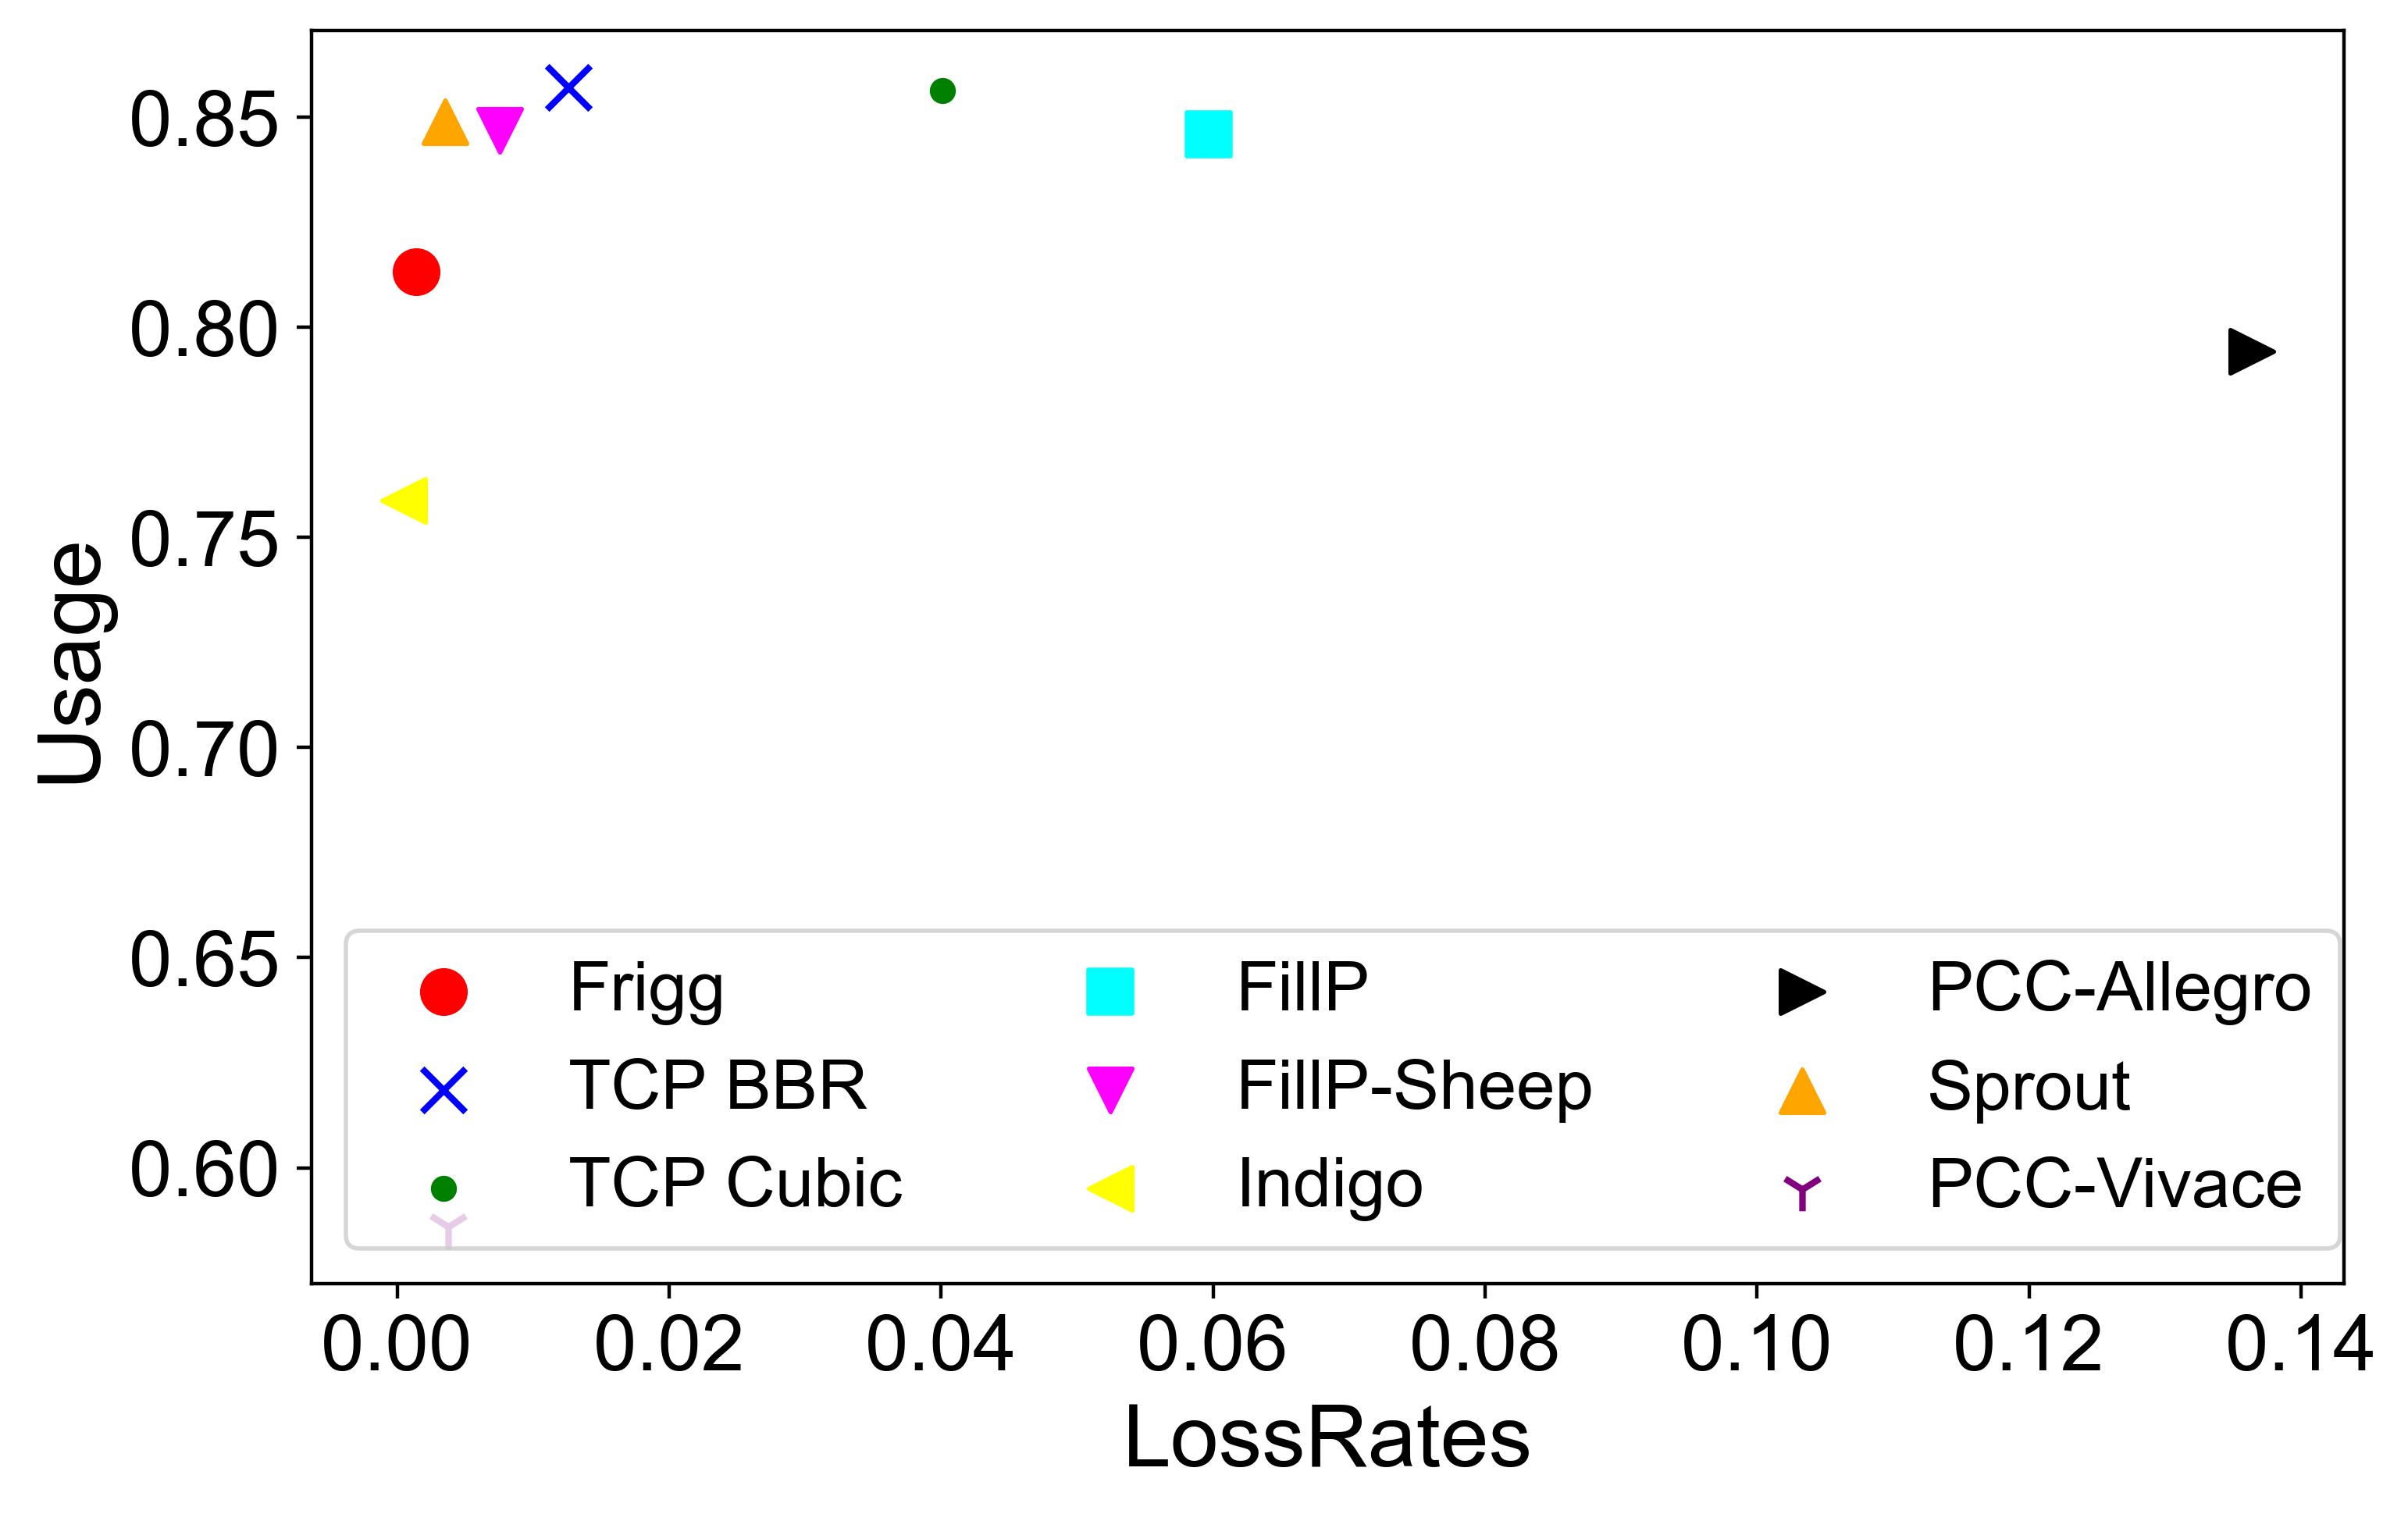 0.85
0.80
0.75
0.70
0.65
0.60
Usage
Frigg
TCP BBR
TCP Cubic
FillP
FillP-Sheep
Indigo
PCC-Allegro
Sprout
PCC-Vivace
0.00 0.02 0.04 0.06 0.08 0.10 0.12 0.14
LossRates